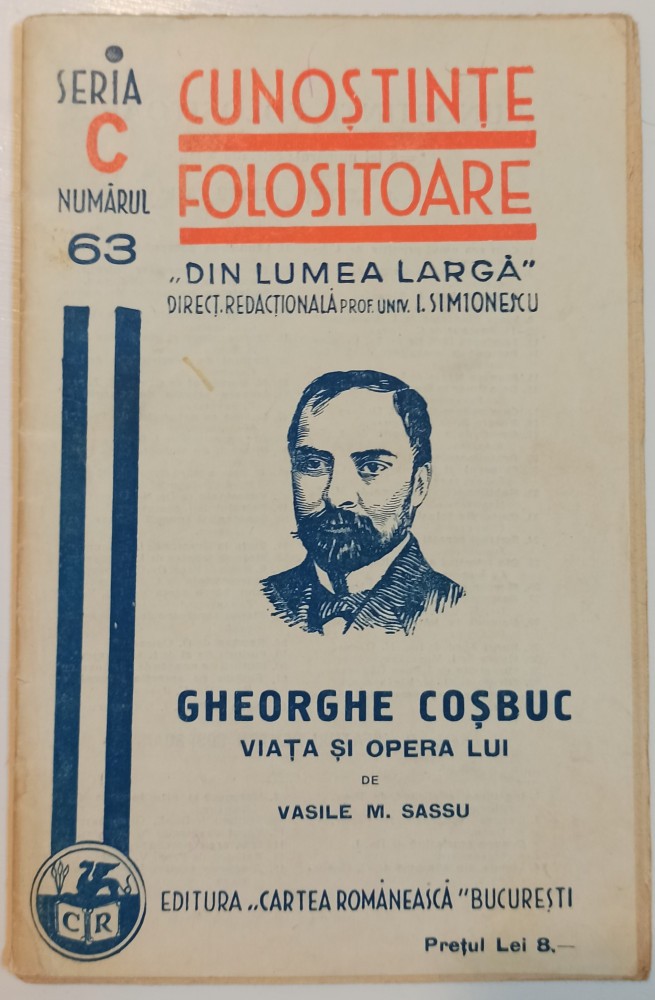 SERIA
C
NUMĂRUL
63
CUNOȘTINȚE
FOLOSITOARE
„DIN LUMEA LARGĂ”
DIRECȚ. REDACȚIONALĂ PROF. UNIV. I. SIMIONESCU
GHEORGHE COȘBUC
VIAȚA ȘI OPERA LUI
DE
VASILE M. SASSU
C R
EDITURA „CARTEA ROMÂNEASCĂ” BUCUREȘTI
Prețul Lei 8.—